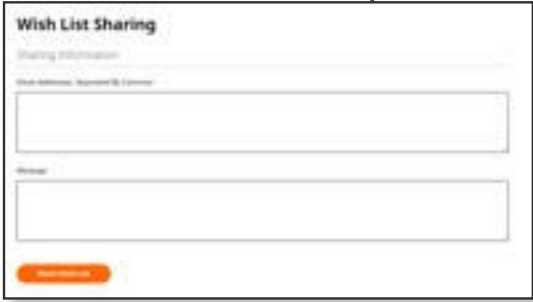 Wish List Sharing
Sharing Information
Email Addresses, Separated By Commas
Message